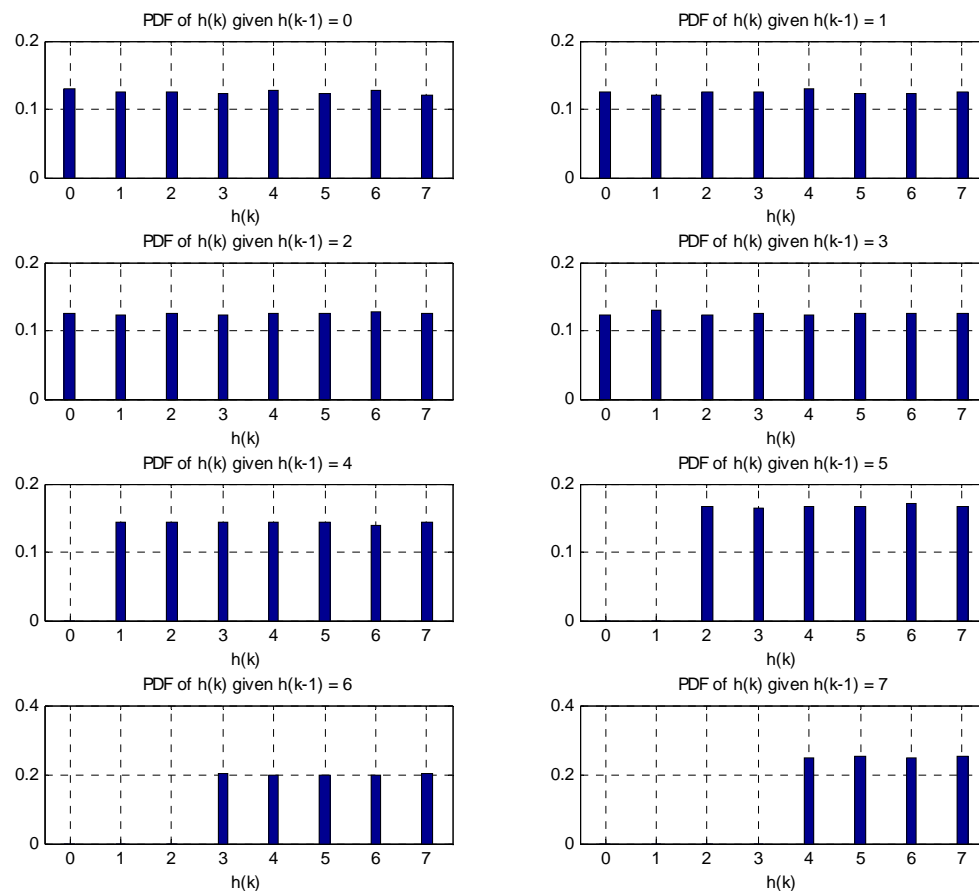 PDF of h(k) given h(k-1) = 0
0.2
0.1
0
0 1 2 3 4 5 6 7
h(k)
PDF of h(k) given h(k-1) = 1
0.2
0.1
0
0 1 2 3 4 5 6 7
h(k)
PDF of h(k) given h(k-1) = 2
0.2
0.1
0
0 1 2 3 4 5 6 7
h(k)
PDF of h(k) given h(k-1) = 3
0.2
0.1
0
0 1 2 3 4 5 6 7
h(k)
PDF of h(k) given h(k-1) = 4
0.2
0.1
0
0 1 2 3 4 5 6 7
h(k)
PDF of h(k) given h(k-1) = 5
0.2
0.1
0
0 1 2 3 4 5 6 7
h(k)
PDF of h(k) given h(k-1) = 6
0.4
0.2
0
0 1 2 3 4 5 6 7
h(k)
PDF of h(k) given h(k-1) = 7
0.4
0.2
0
0 1 2 3 4 5 6 7
h(k)